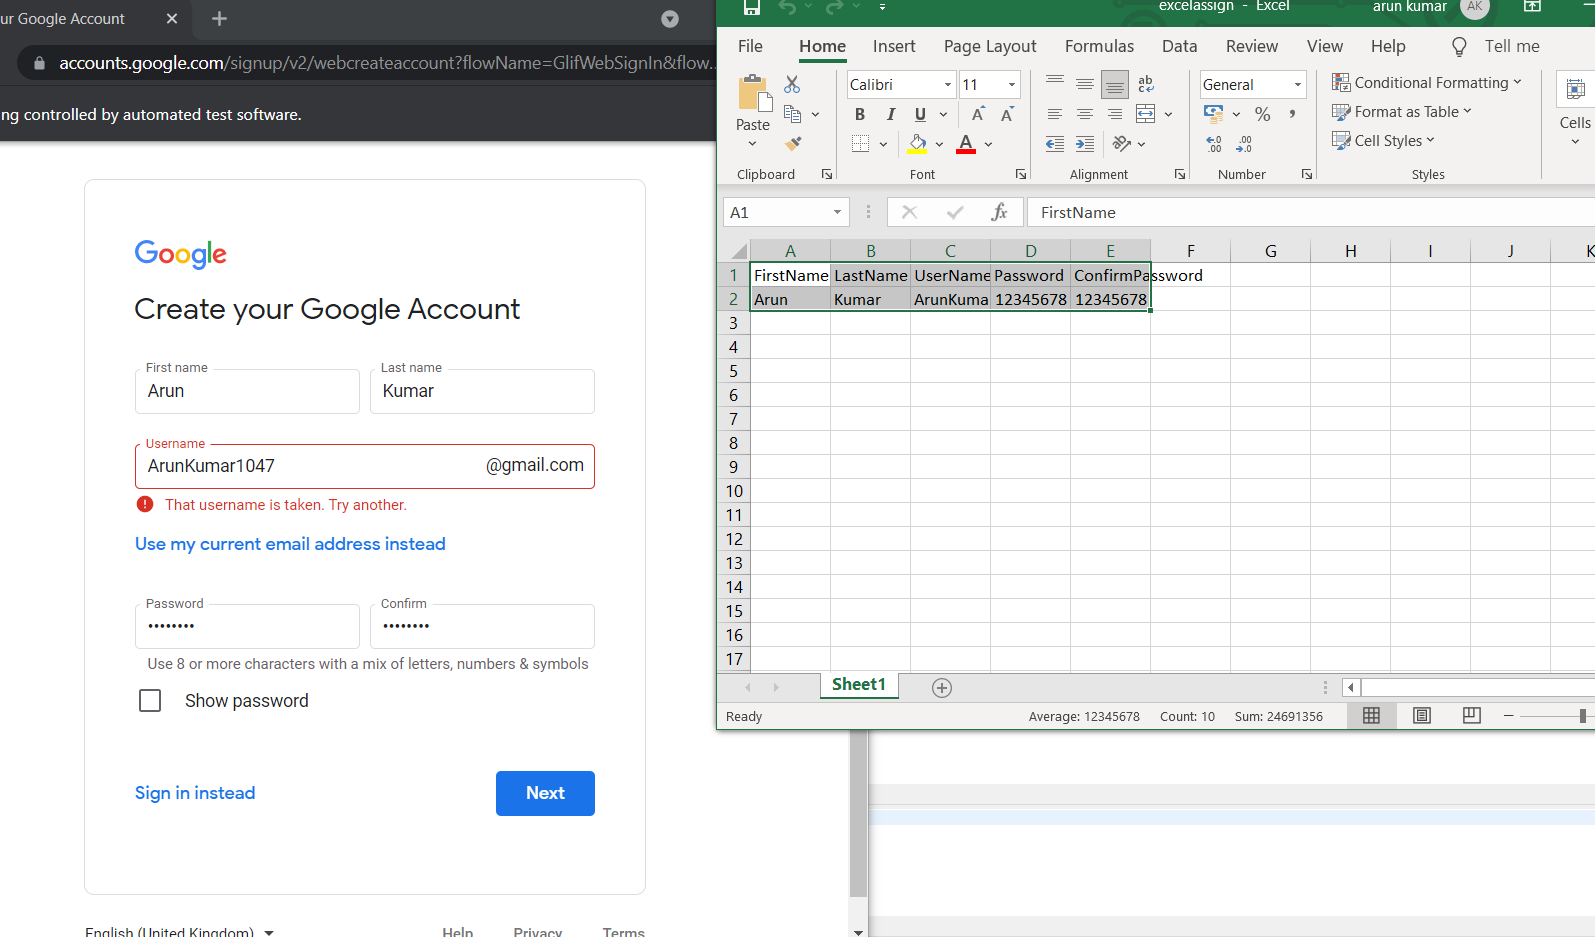 ur Google Account
accounts.google.com/signup/v2/webcreateaccount?flowName=GlifWebSignIn&flow...
ng controlled by automated test software.
Google
Create your Google Account
First name
Last name
Arun
Kumar
Username
ArunKumar1047
@gmail.com
That username is taken. Try another.
Use my current email address instead
Password
Confirm
••••••••
••••••••
Use 8 or more characters with a mix of letters, numbers & symbols
Show password
Sign in instead
Next
English (United Kingdom)
Help
Privacy
Terms
excelassign - Excel
arun kumar
AK
File
Home
Insert
Page Layout
Formulas
Data
Review
View
Help
Tell me
Paste
Clipboard
Calibri
11
B I U
A A
A
Font
ab
Alignment
General
% ,
Number
Conditional Formatting
Format as Table
Cell Styles
Styles
Cells
A1
fx
FirstName
A B C D E F G H I J K
1 FirstName LastName UserName Password ConfirmPassword
2 Arun Kumar ArunKuma 12345678 12345678
3
4
5
6
7
8
9
10
11
12
13
14
15
16
17
Sheet1
Ready
Average: 12345678 Count: 10 Sum: 24691356